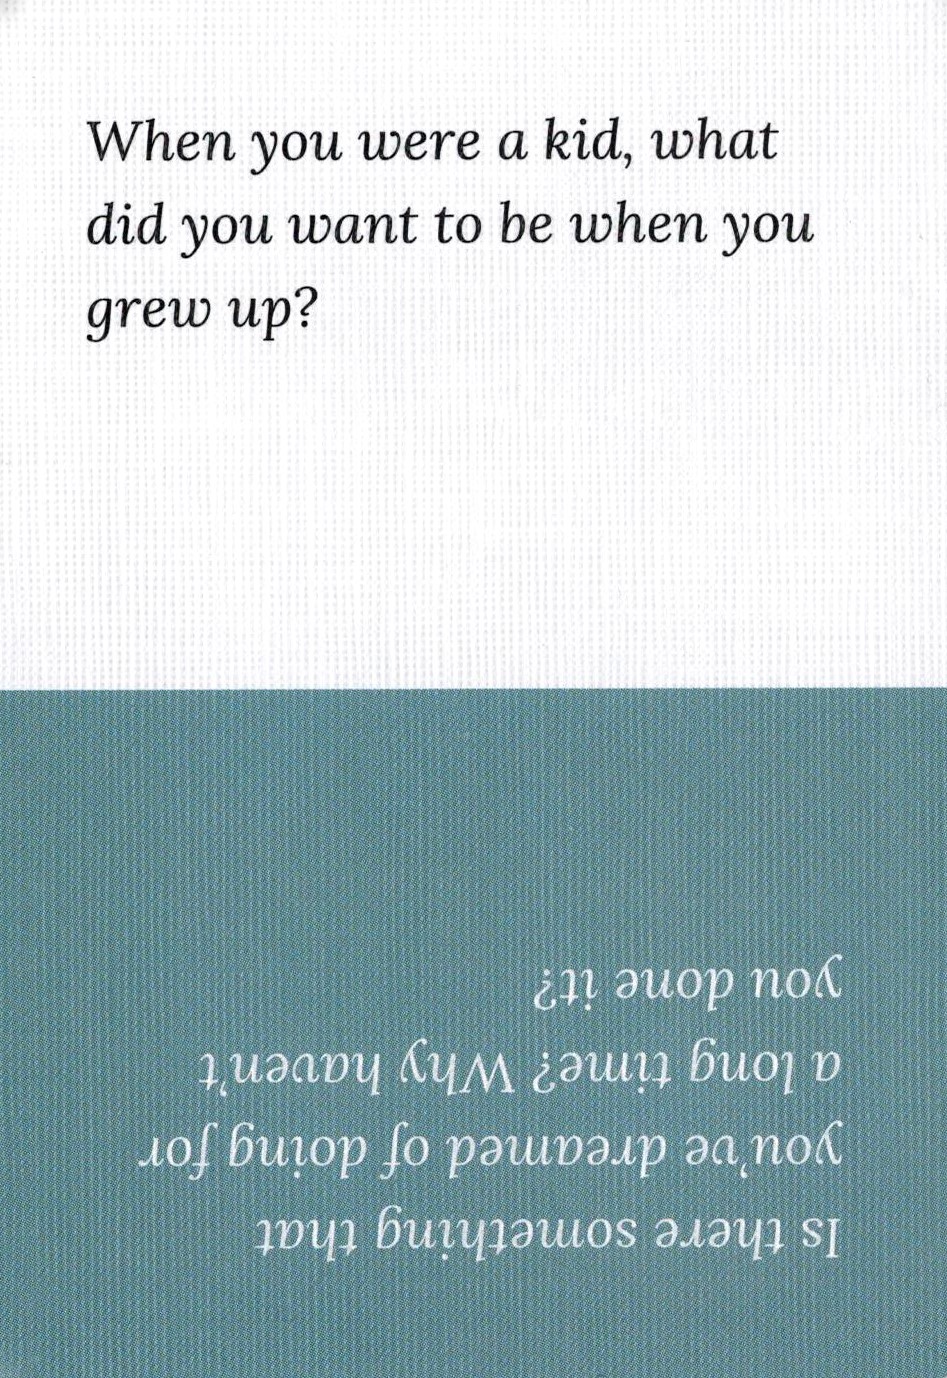 When you were a kid, what
did you want to be when you
grew up?
Is there something that
you've dreamed of doing for
a long time? Why haven't
you done it?